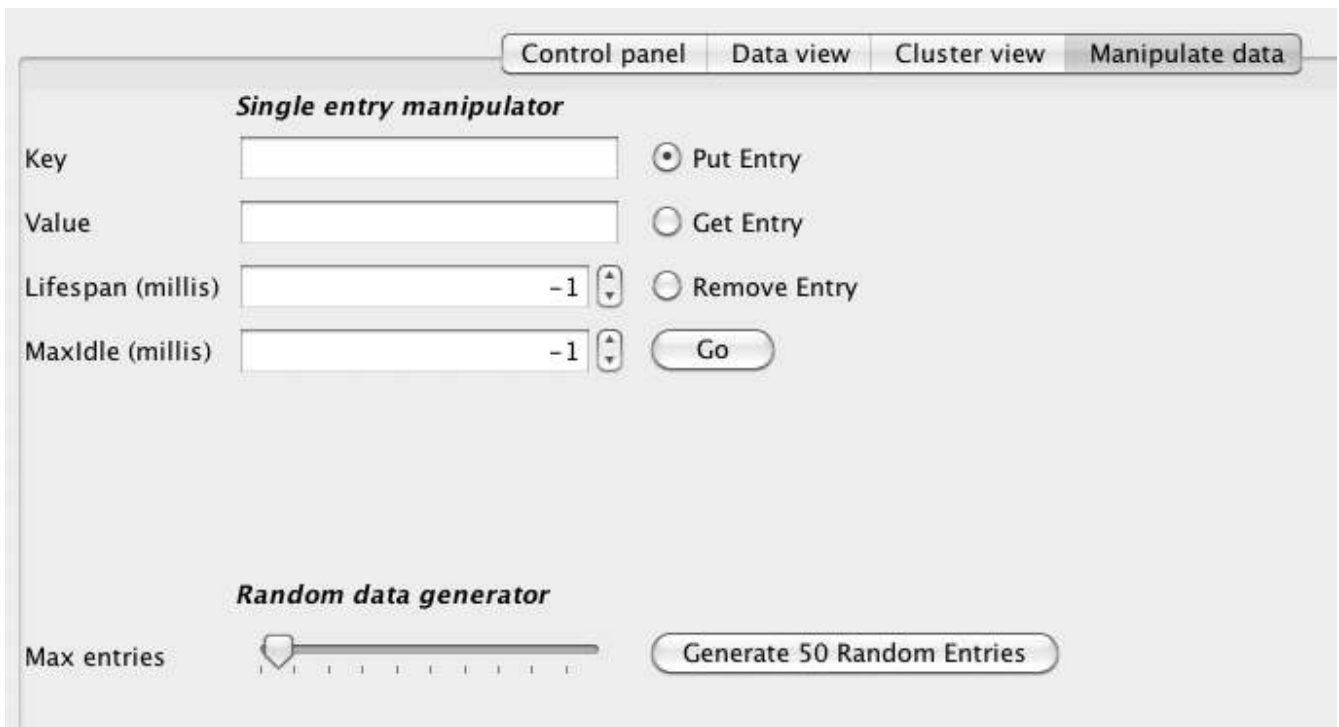 Control panel Data view Cluster view Manipulate data
Single entry manipulator
Key Put Entry
Value Get Entry
Lifespan (millis) -1 Remove Entry
MaxIdle (millis) -1 Go
Random data generator
Max entries Generate 50 Random Entries